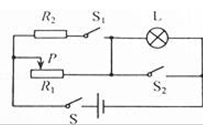 R₂ S₁ L
P
R₁ S₂
S